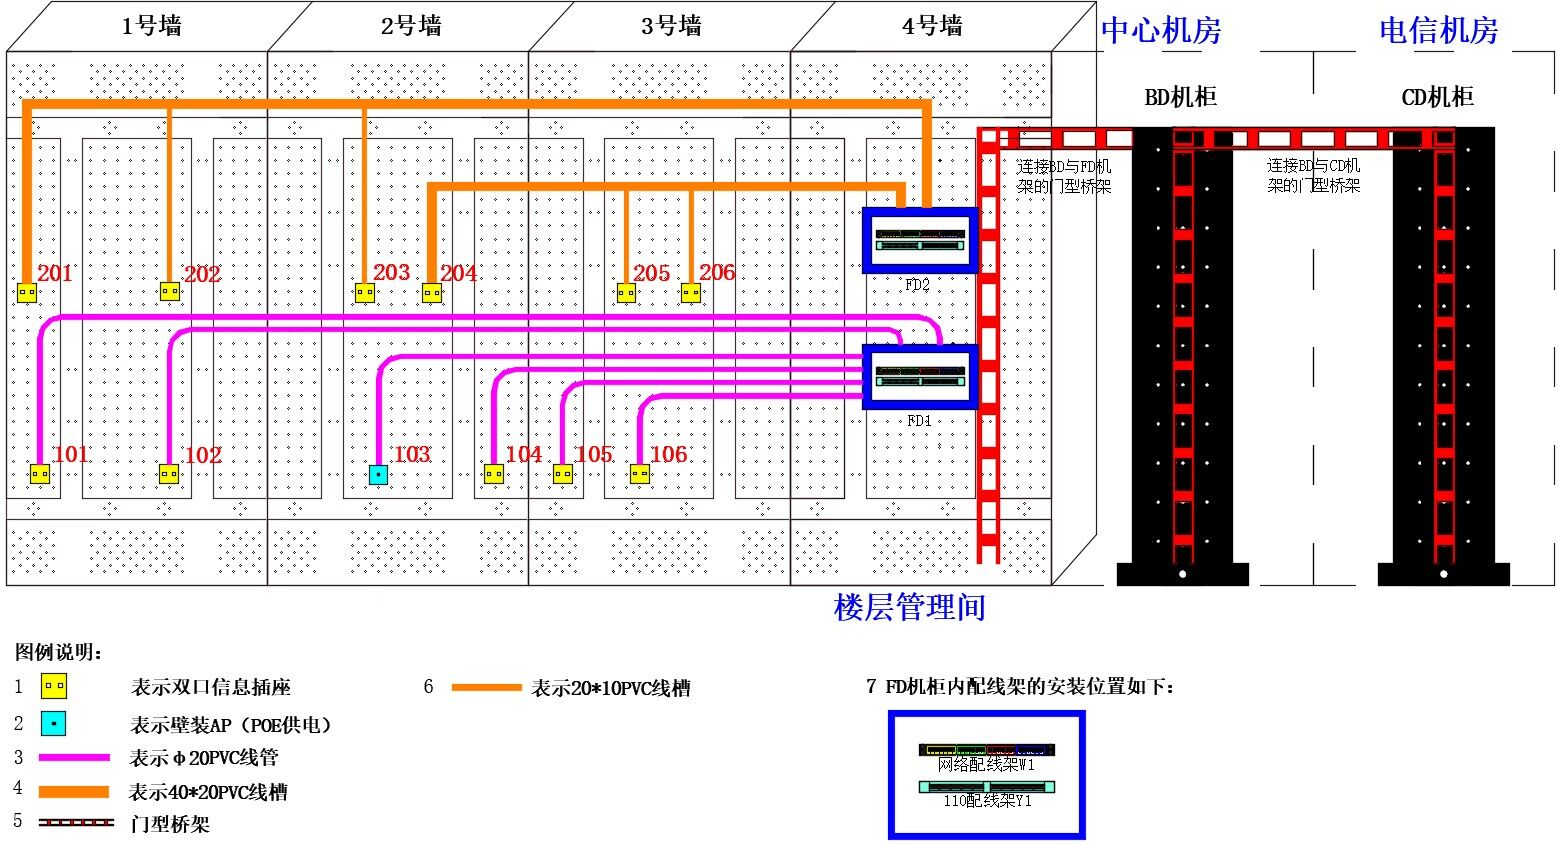 1号墙
2号墙
3号墙
4号墙
中心机房
电信机房
BD机柜
CD机柜
连接BD与FD机
架的门型桥架
连接BD与CD机
架的门型桥架
201
202
203
204
205
206
FD2
101
102
103
104
105
106
FD1
楼层管理间
图例说明：
1 表示双口信息插座
2 表示壁装AP（POE供电）
3 表示φ20PVC线管
4 表示40*20PVC线槽
5 门型桥架
6 表示20*10PVC线槽
7 FD机柜内配线架的安装位置如下：
网络配线架W1
110配线架Y1